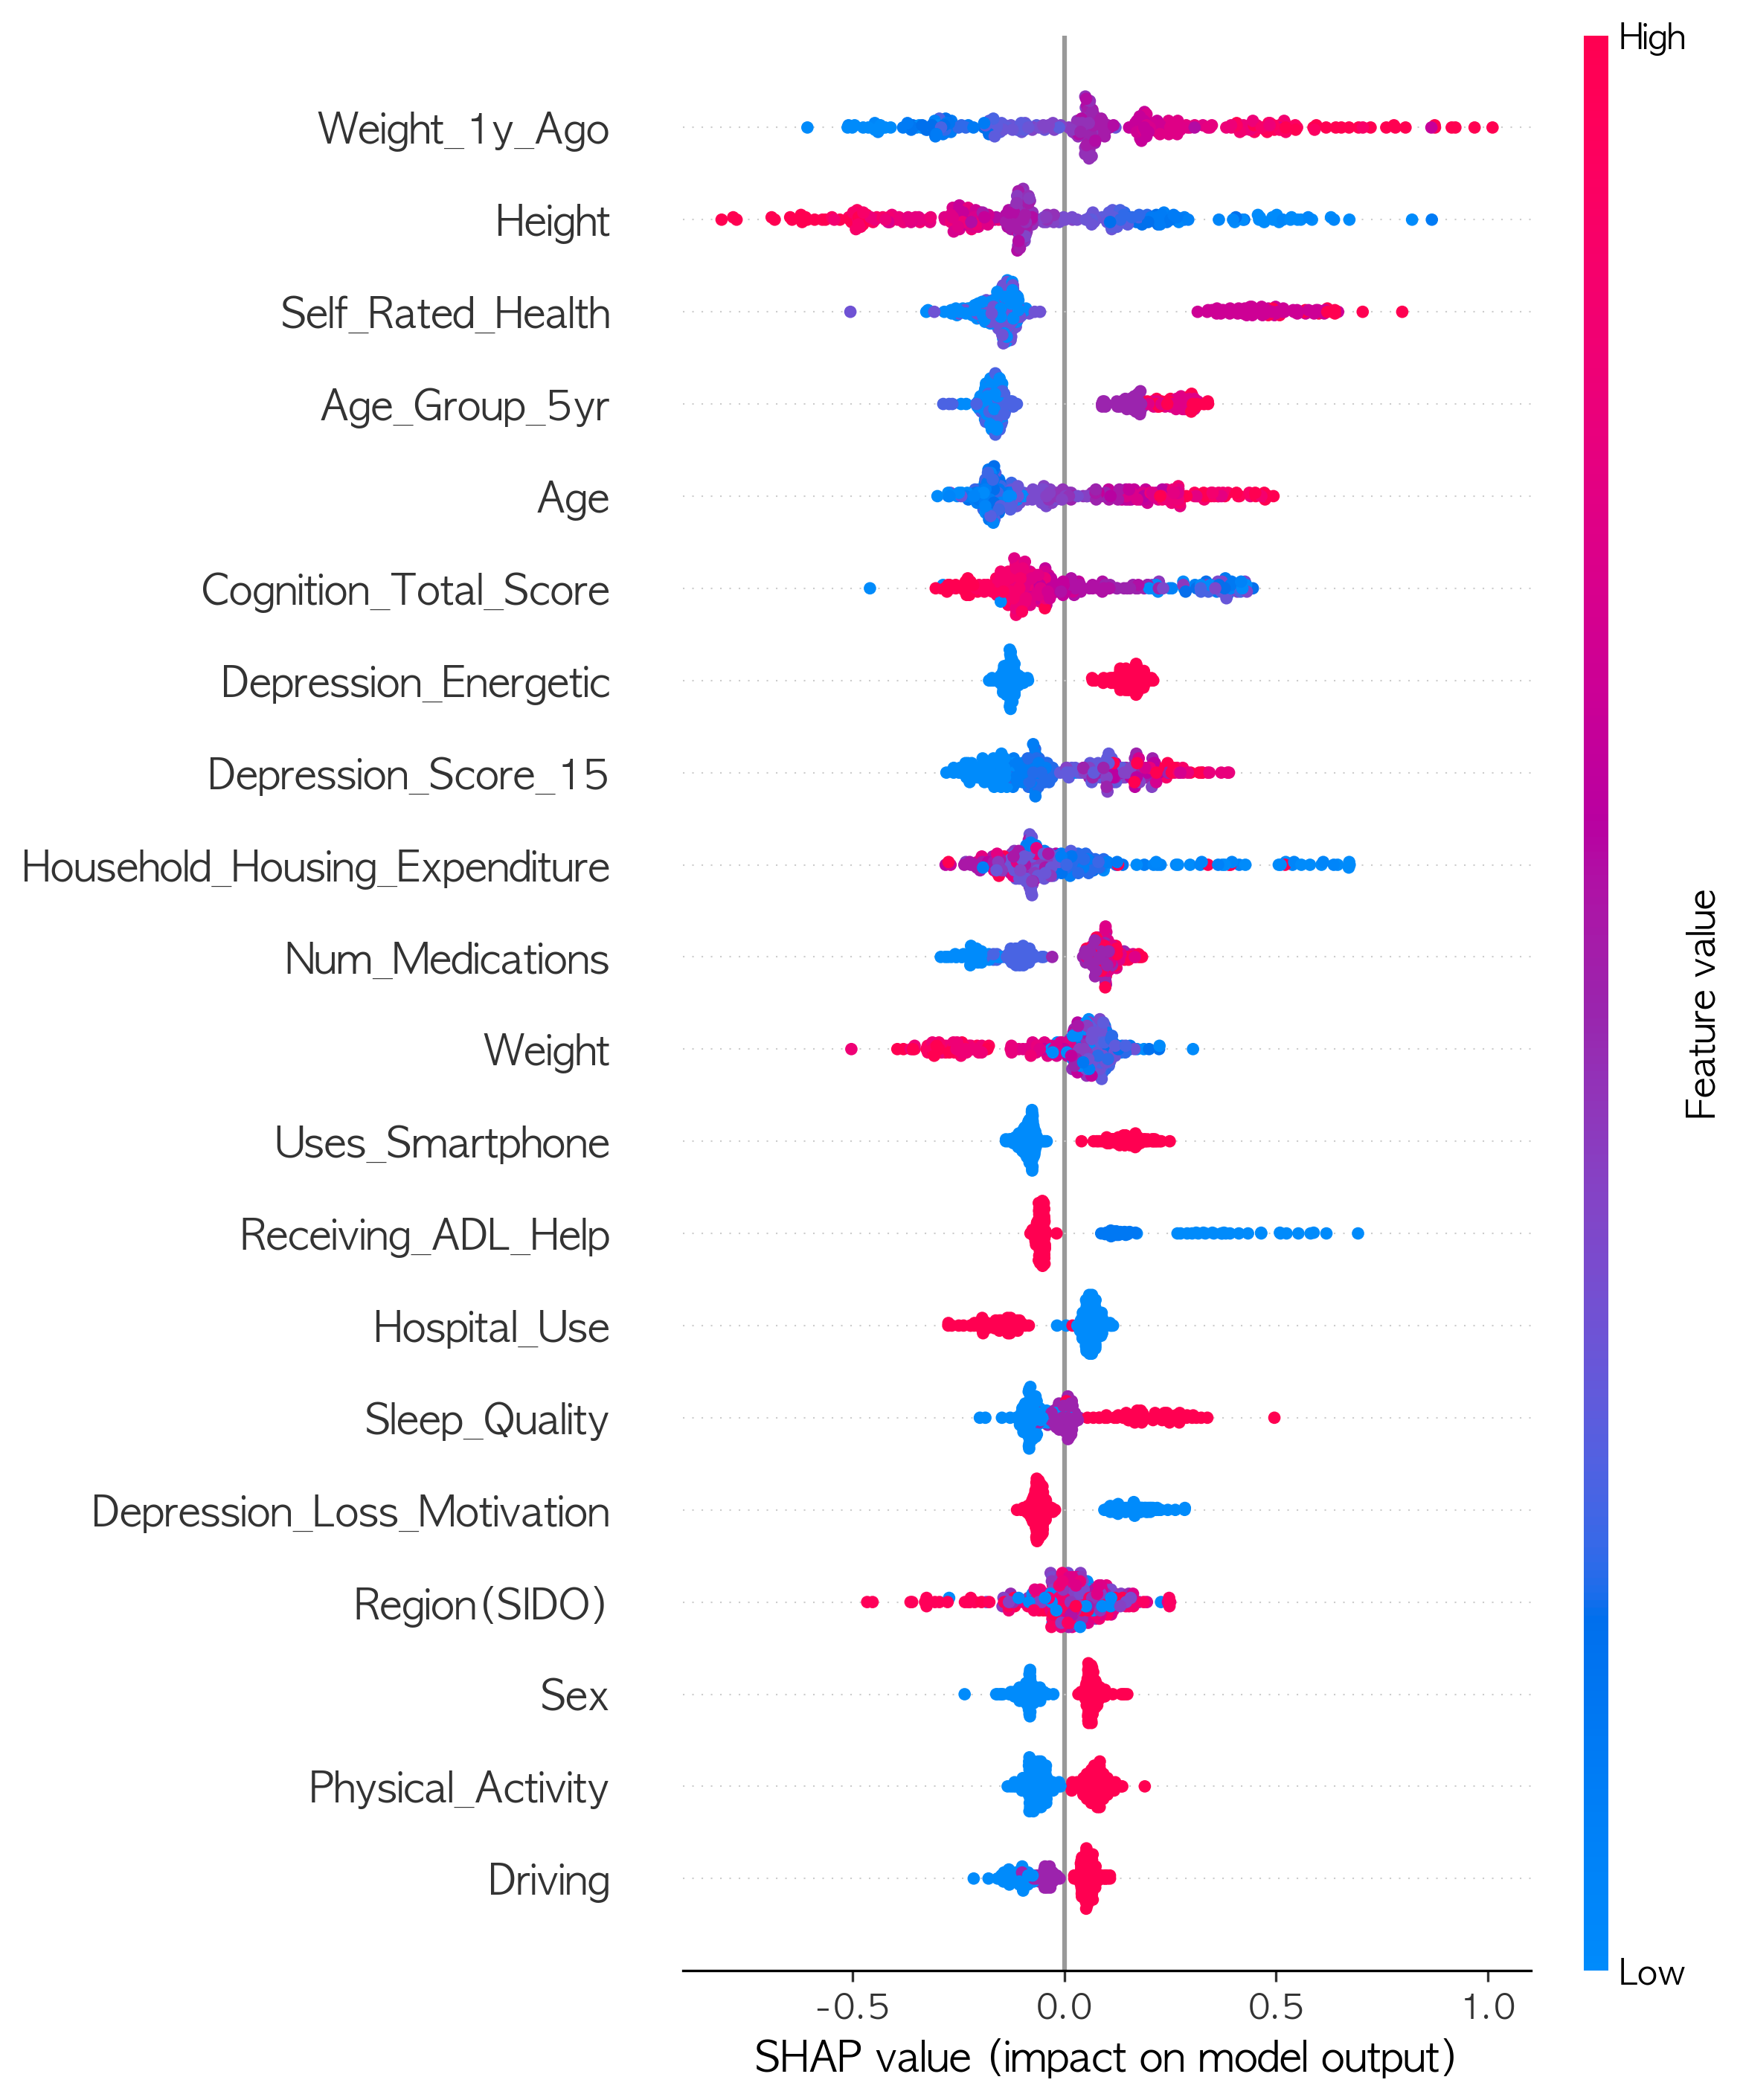 High
Weight_1y_Ago
Height
Self_Rated_Health
Age_Group_5yr
Age
Cognition_Total_Score
Depression_Energetic
Depression_Score_15
Household_Housing_Expenditure
Num_Medications
Weight
Uses_Smartphone
Receiving_ADL_Help
Hospital_Use
Sleep_Quality
Depression_Loss_Motivation
Region(SIDO)
Sex
Physical_Activity
Driving
Feature value
Low
-0.5 0.0 0.5 1.0
SHAP value (impact on model output)